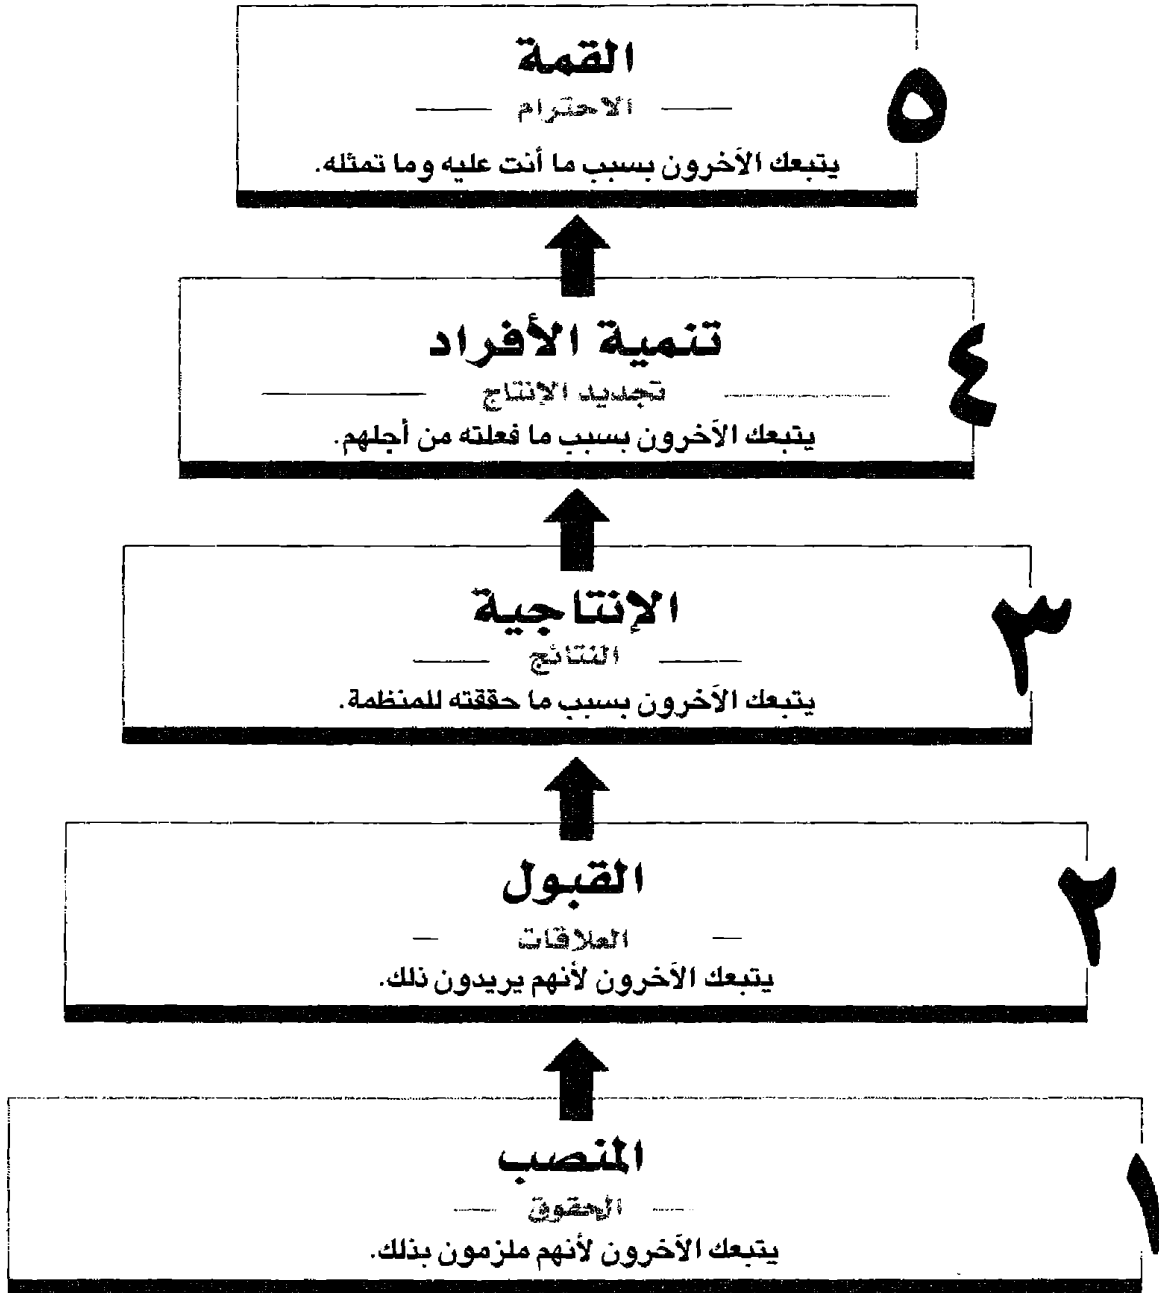 القمة
الاحترام
يتبعك الآخرون بسبب ما أنت عليه وما تمثله.
٥
تنمية الأفراد
تجديد الإنتاج
يتبعك الآخرون بسبب ما فعلته من أجلهم.
٤
الإنتاجية
النتائج
يتبعك الآخرون بسبب ما حققته للمنظمة.
٣
القبول
العلاقات
يتبعك الآخرون لأنهم يريدون ذلك.
٢
المنصب
الحقوق
يتبعك الآخرون لأنهم ملزمون بذلك.
١